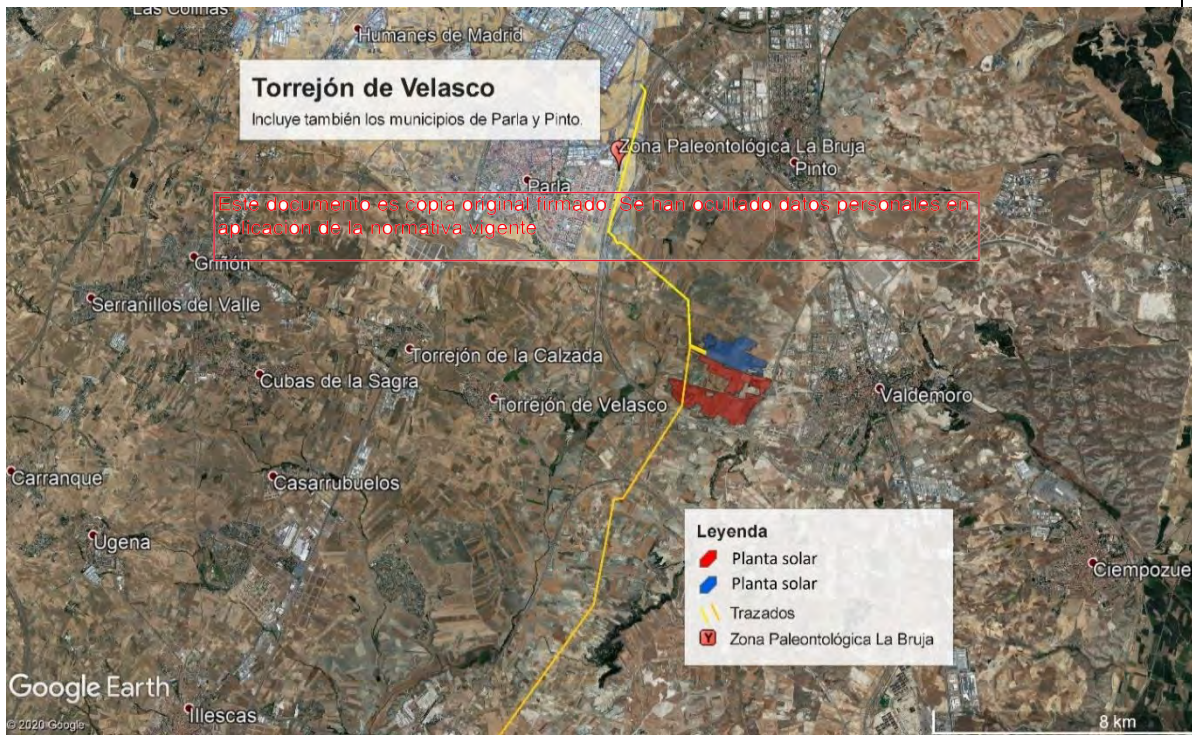 Las Colinas
Humanes de Madrid
Torrejón de Velasco
Incluye también los municipios de Parla y Pinto.
Zona Paleontológica La Bruja
Pinto
Parla
Este documento es copia original firmado. Se han ocultado datos personales en
aplicación de la normativa vigente
Griñón
Serranillos del Valle
Torrejón de la Calzada
Cubas de la Sagra
Torrejón de Velasco
Valdemoro
Carranque
Casarrubuelos
Ugena
Leyenda
Planta solar
Planta solar
Trazados
Y Zona Paleontológica La Bruja
Ciempozue
Google Earth
© 2020 Google
Illescas
8 km